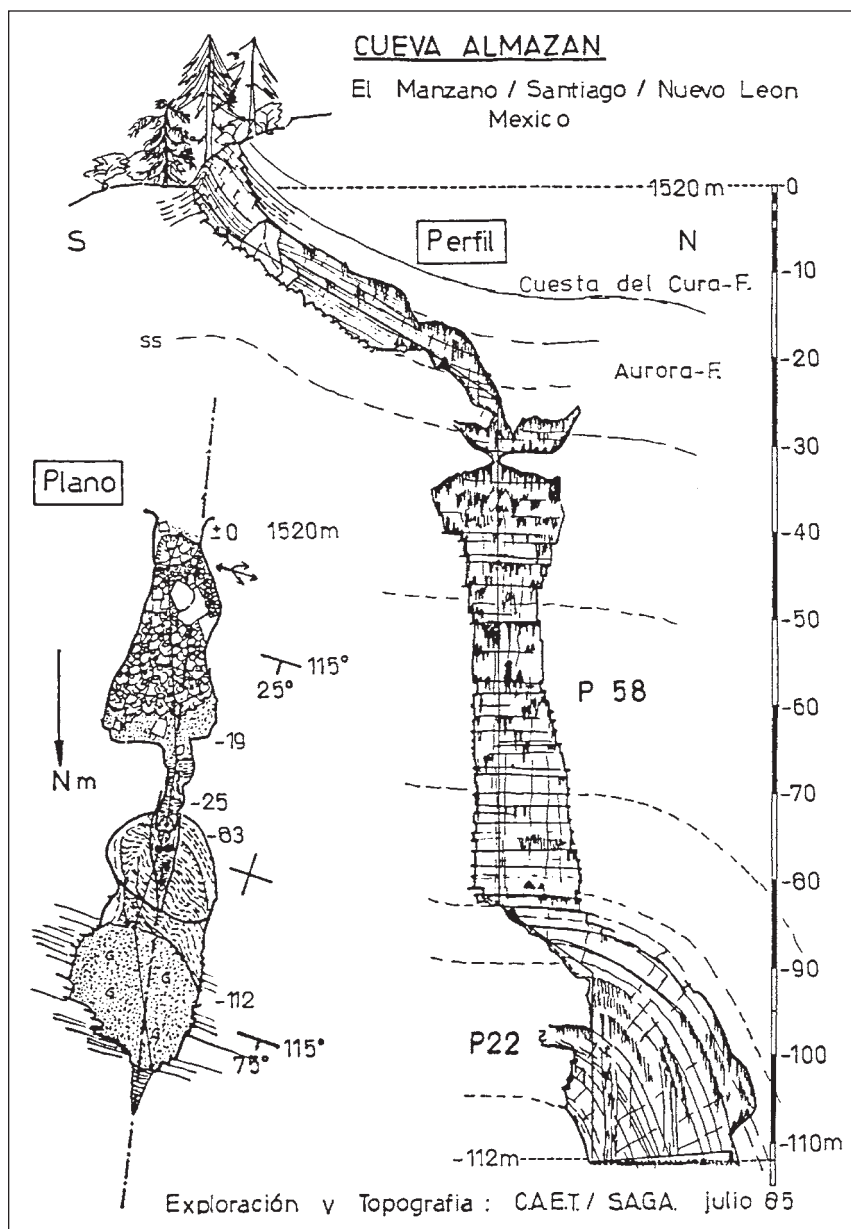 CUEVA ALMAZAN
El Manzano / Santiago / Nuevo Leon
Mexico
1520 m
0
S
Perfil
N
-10
Cuesta del Cura-F.
ss
-20
Aurora-F.
-30
Plano
±0 1520m
-40
-50
115°
25°
P 58
-60
-19
Nm
-70
-25
-83
-80
-90
G
G
G
G
-112
P22
115°
75°
-100
-110m
-112m
Exploración y Topografia : C.A.E.T./ S.A.G.A. julio 85